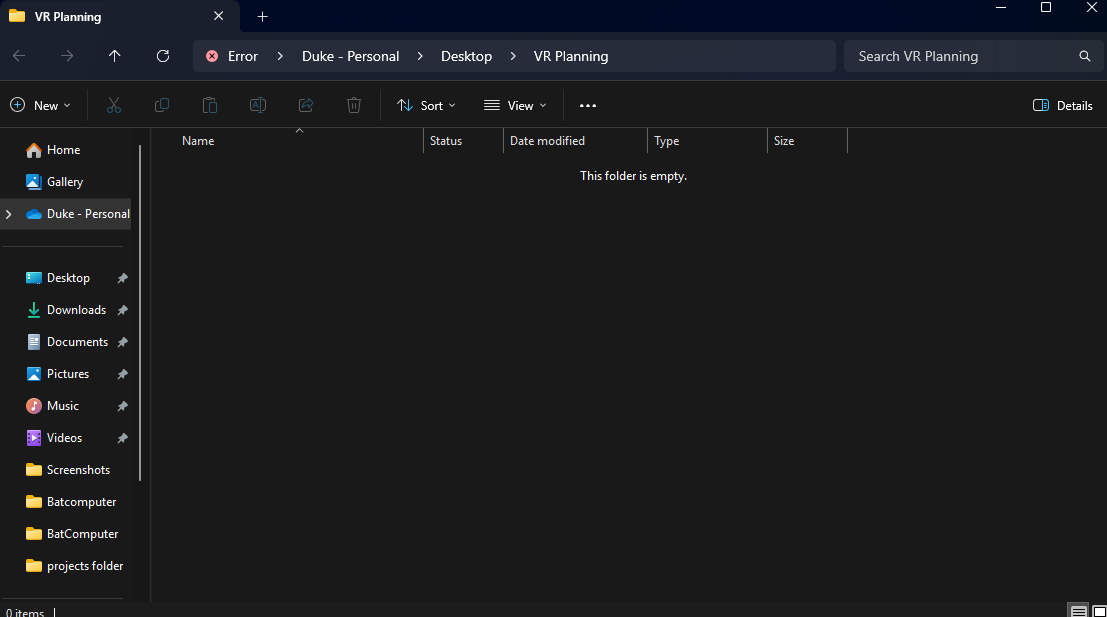 VR Planning
Error > Duke - Personal > Desktop > VR Planning
Search VR Planning
New
Sort
View
Details
Name Status Date modified Type Size
This folder is empty.
Home
Gallery
Duke - Personal
Desktop
Downloads
Documents
Pictures
Music
Videos
Screenshots
Batcomputer
BatComputer
projects folder
0 items